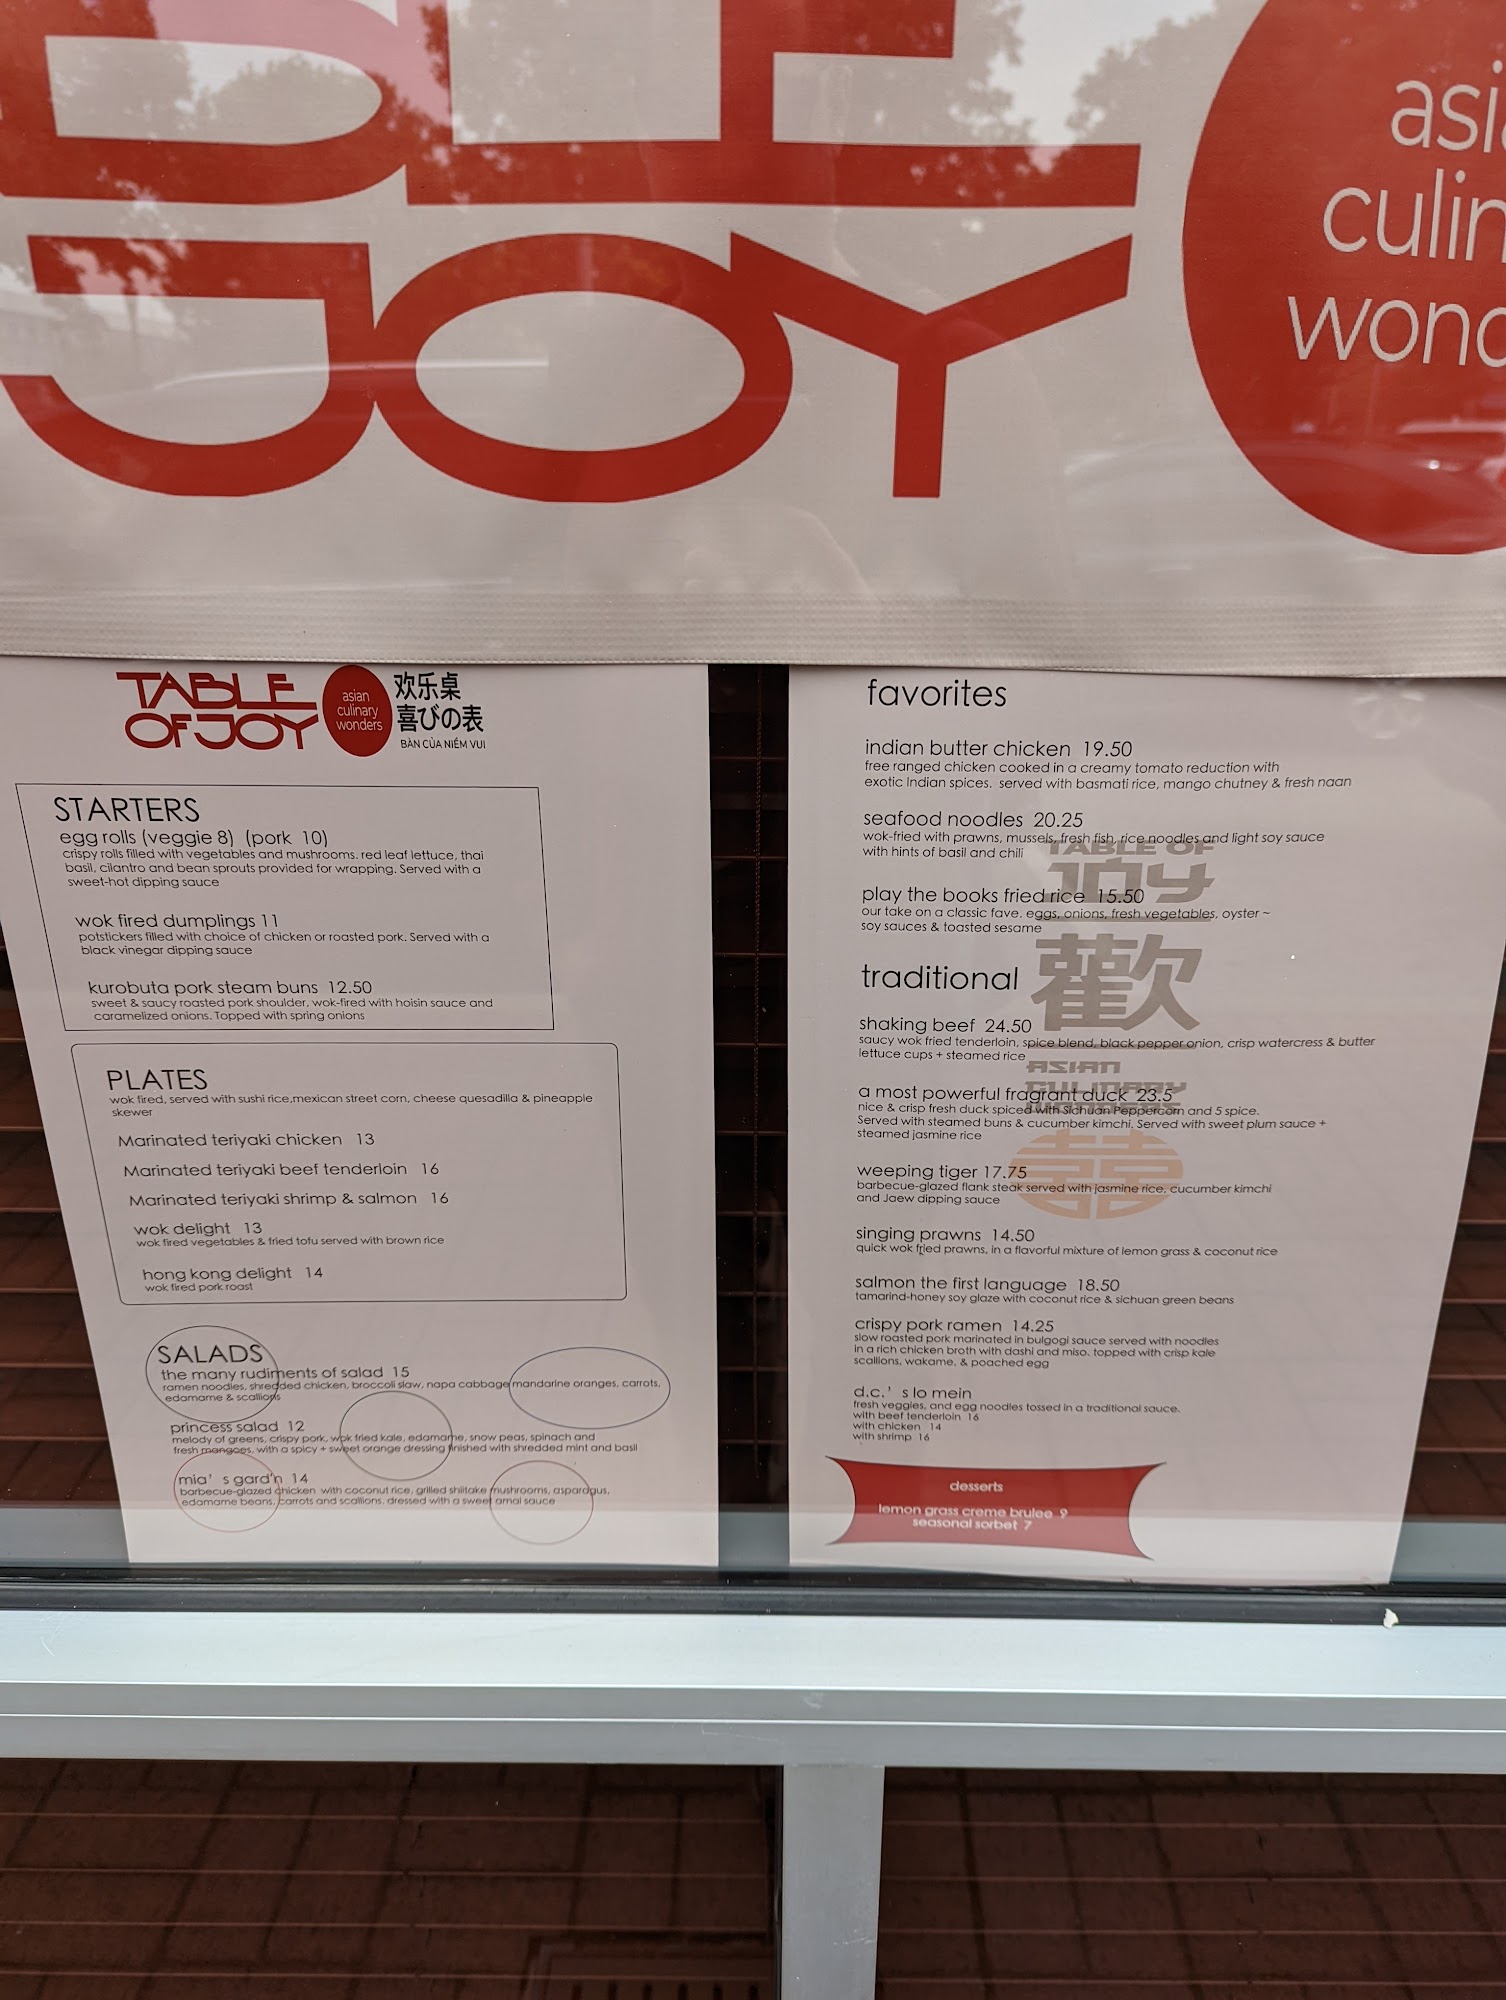 BLE
JOY
asi
culin
wond
TABLE
OF JOY
asian
culinary
wonders
欢乐桌
喜びの表
BÀN CỦA NIỀM VUI
STARTERS
egg rolls (veggie 8) (pork 10)
crispy rolls filled with vegetables and mushrooms. red leaf lettuce, thai
basil, cilantro and bean sprouts provided for wrapping. Served with a
sweet-hot dipping sauce
wok fired dumplings 11
potstickers filled with choice of chicken or roasted pork. Served with a
black vinegar dipping sauce
kurobuta pork steam buns 12.50
sweet & saucy roasted pork shoulder, wok-fired with hoisin sauce and
caramelized onions. Topped with spring onions
PLATES
wok fired, served with sushi rice,mexican street corn, cheese quesadilla & pineapple
skewer
Marinated teriyaki chicken 13
Marinated teriyaki beef tenderloin 16
Marinated teriyaki shrimp & salmon 16
wok delight 13
wok fired vegetables & fried tofu served with brown rice
hong kong delight 14
wok fired pork roast
SALADS
the many rudiments of salad 15
ramen noodles, shredded chicken, broccoli slaw, napa cabbage mandarine oranges, carrots,
edamame & scallions
princess salad 12
melody of greens, crispy pork, wok fried kale, edamame, snow peas, spinach and
fresh mangoes, with a spicy + sweet orange dressing finished with shredded mint and basil
mia's gard'n 14
barbecue-glazed chicken with coconut rice, grilled shiitake mushrooms, asparagus,
edamame beans, carrots and scallions. dressed with a sweet amai sauce
favorites
indian butter chicken 19.50
free ranged chicken cooked in a creamy tomato reduction with
exotic Indian spices. served with basmati rice, mango chutney & fresh naan
seafood noodles 20.25
wok-fried with prawns, mussels, fresh fish, rice noodles and light soy sauce
with hints of basil and chili
TABLE OF
JOY
play the books fried rice 15.50
our take on a classic fave. eggs, onions, fresh vegetables, oyster ~
soy sauces & toasted sesame
歡
traditional
shaking beef 24.50
saucy wok fried tenderloin, spice blend, black pepper onion, crisp watercress & butter
lettuce cups + steamed rice
ASIAN
CULINARY
WONDERS
a most powerful fragrant duck 23.5
nice & crisp fresh duck spiced with Sichuan Peppercorn and 5 spice.
Served with steamed buns & cucumber kimchi. Served with sweet plum sauce +
steamed jasmine rice
囍
weeping tiger 17.75
barbecue-glazed flank steak served with jasmine rice, cucumber kimchi
and Jaew dipping sauce
singing prawns 14.50
quick wok fried prawns, in a flavorful mixture of lemon grass & coconut rice
salmon the first language 18.50
tamarind-honey soy glaze with coconut rice & sichuan green beans
crispy pork ramen 14.25
slow roasted pork marinated in bulgogi sauce served with noodles
in a rich chicken broth with dashi and miso. topped with crisp kale
scallions, wakame, & poached egg
d.c.'s lo mein
fresh veggies, and egg noodles tossed in a traditional sauce.
with beef tenderloin 16
with chicken 14
with shrimp 16
desserts
lemon grass creme brulee 9
seasonal sorbet 7